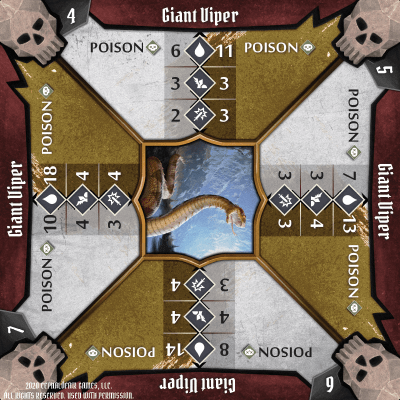 4
Giant Viper
POISON 6 11 POISON
3 3
2 3
5
Giant Viper
POISON 7 13 POISON
3 4
3 3
6
Giant Viper
POISON 8 14 POISON
3 4
3 4
7
Giant Viper
POISON 10 18 POISON
4 4
3 4
2020 CEPHALOFAIR GAMES, LLC.
ALL RIGHTS RESERVED. USED WITH PERMISSION.